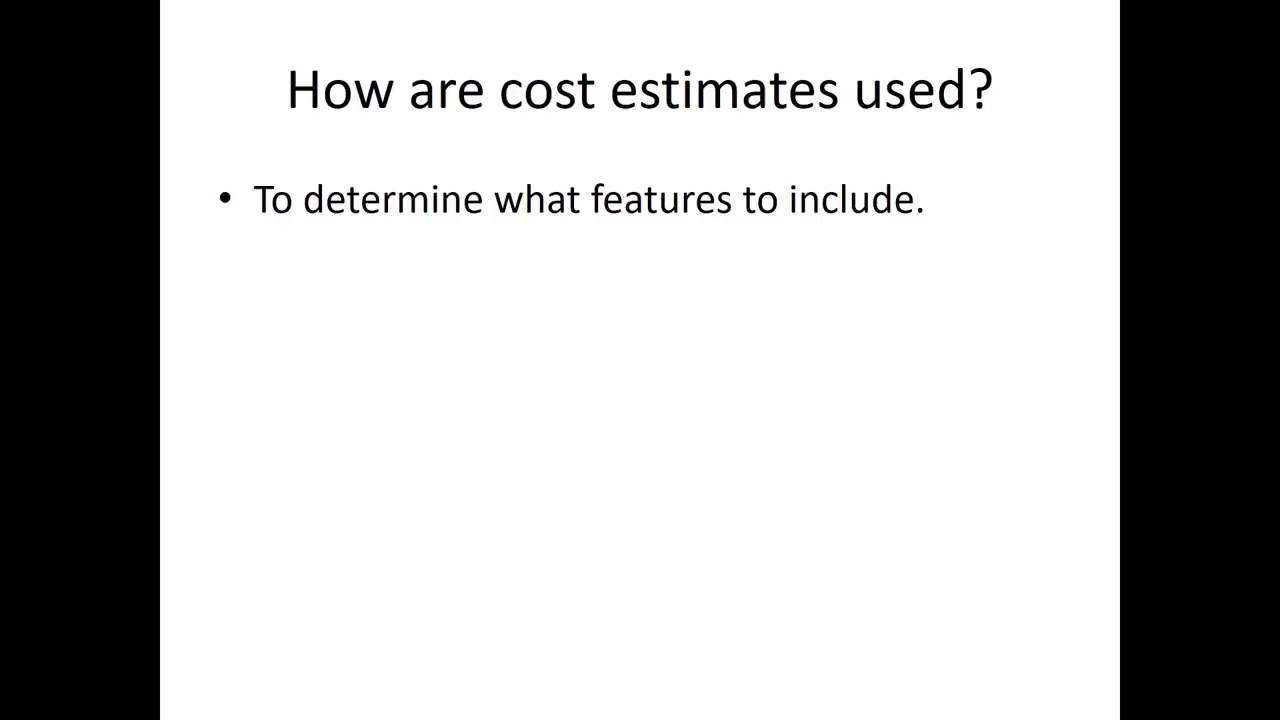 How are cost estimates used?
• To determine what features to include.